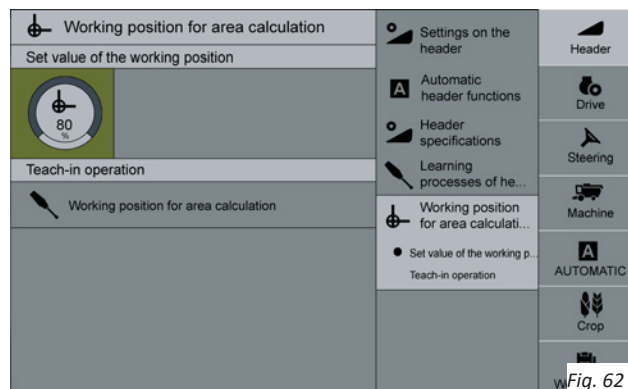 Working position for area calculation
Set value of the working position
80
%
Teach-in operation
Working position for area calculation
Settings on the
header
A
Automatic
header functions
Header
specifications
Learning
processes of he...
Working position
for area calculati...
Set value of the working p...
Teach-in operation
Header
Drive
Steering
Machine
A
AUTOMATIC
Crop
Fig. 62